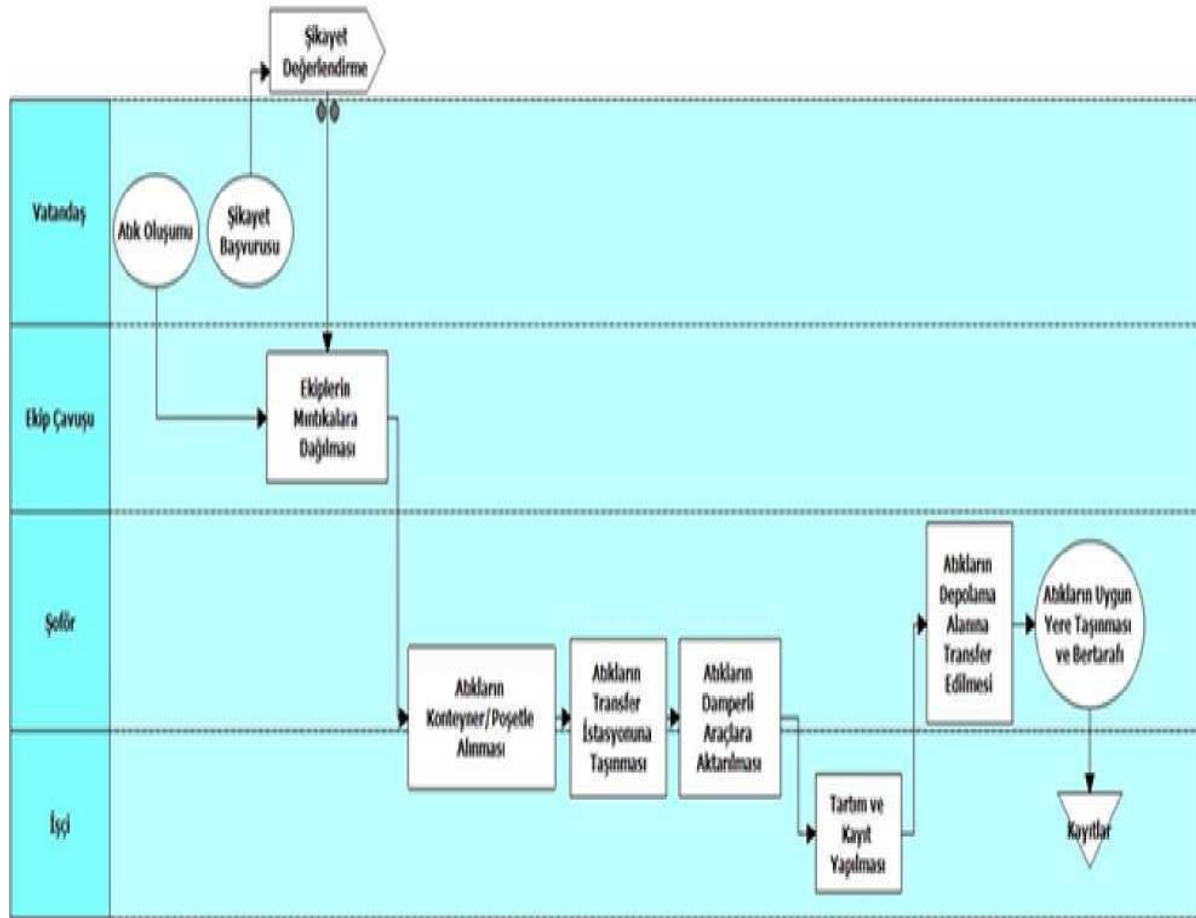 Şikayet
Değerlendirme
Vatandaş
Atık Oluşumu
Şikayet
Başvurusu
Ekip Çavuşu
Ekiplerin
Mıntıkalara
Dağılması
Şoför
Atıkların
Konteyner/Poşetle
Alınması
Atıkların
Transfer
İstasyonuna
Taşınması
Atıkların
Damperli
Araçlara
Aktarılması
Atıkların
Depolama
Alanına
Transfer
Edilmesi
Atıkların Uygun
Yere Taşınması
ve Bertarafı
İşçi
Tartım ve
Kayıt
Yapılması
Kayıtlar